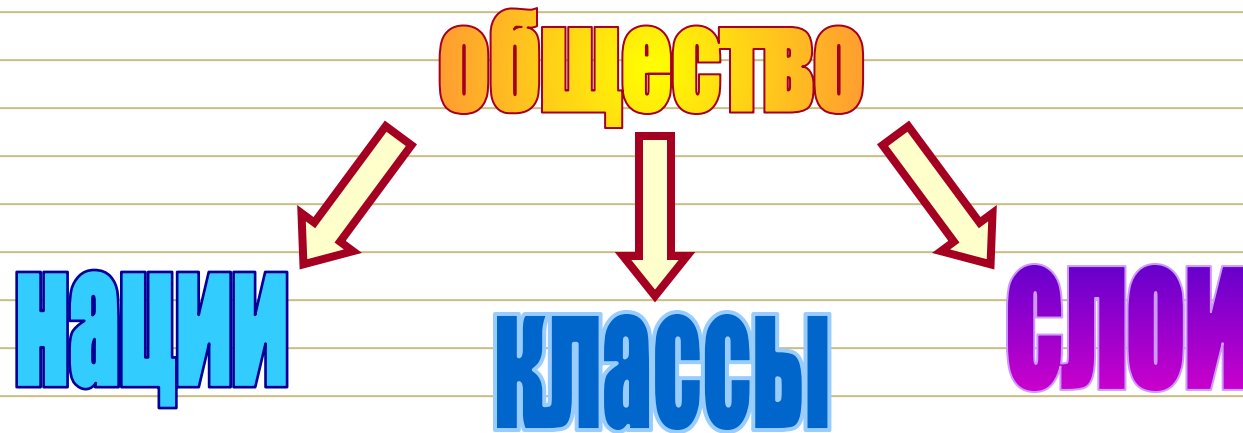 общество
нации
классы
слои